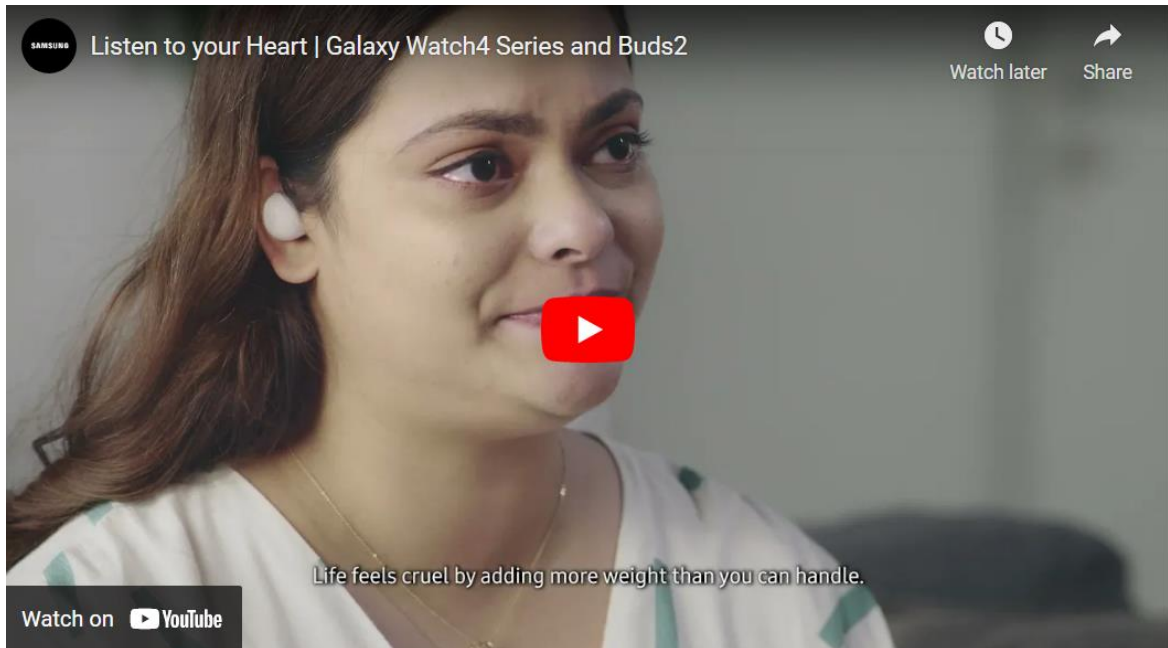 SAMSUNG
Listen to your Heart | Galaxy Watch4 Series and Buds2
Watch later
Share
Life feels cruel by adding more weight than you can handle.
Watch on YouTube